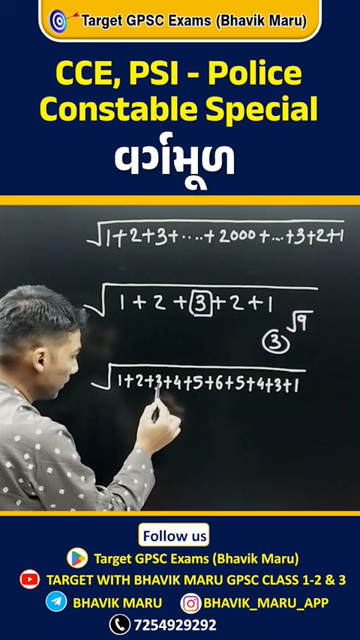 Target GPSC Exams (Bhavik Maru)
CCE, PSI - Police
Constable Special
વર્ગમૂળ
√1+2+3+....+2000+...+3+2+1
√1+2+3+2+1
√9
3
√1+2+3+4+5+6+5+4+3+1
Follow us
Target GPSC Exams (Bhavik Maru)
TARGET WITH BHAVIK MARU GPSC CLASS 1-2 & 3
BHAVIK MARU
BHAVIK_MARU_APP
7254929292